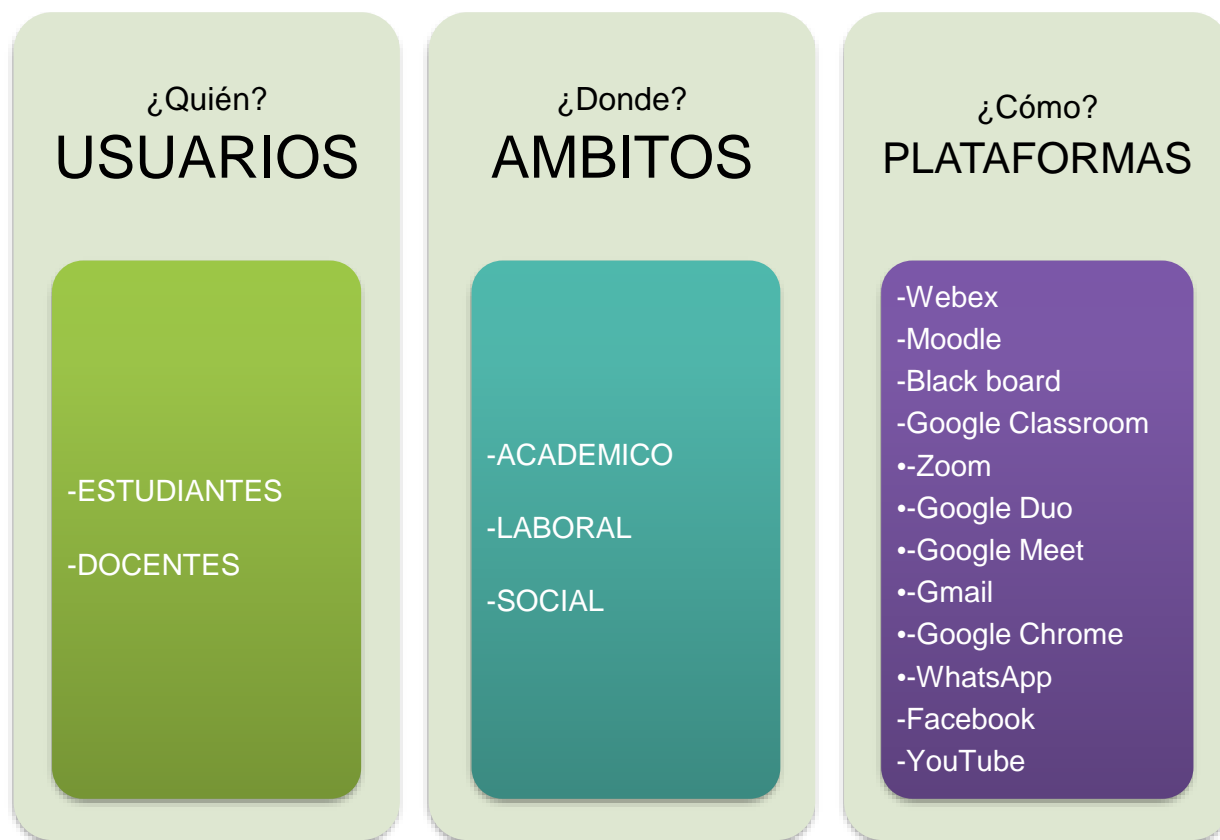 ¿Quién?
USUARIOS
-ESTUDIANTES
-DOCENTES
¿Donde?
AMBITOS
-ACADEMICO
-LABORAL
-SOCIAL
¿Cómo?
PLATAFORMAS
-Webex
-Moodle
-Black board
-Google Classroom
•-Zoom
•-Google Duo
•-Google Meet
•-Gmail
•-Google Chrome
•-WhatsApp
-Facebook
-YouTube